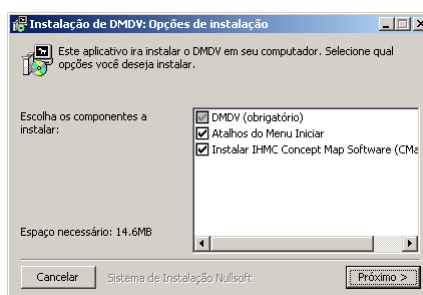 Instalação de DMDV: Opções de instalação
Este aplicativo ira instalar o DMDV em seu computador. Selecione qual
opções você deseja instalar.
Escolha os componentes a
instalar:
DMDV (obrigatório)
Atalhos do Menu Iniciar
Instalar IHMC Concept Map Software (CMa
Espaço necessário: 14.6MB
Cancelar
Sistema de Instalação Nullsoft
Próximo >